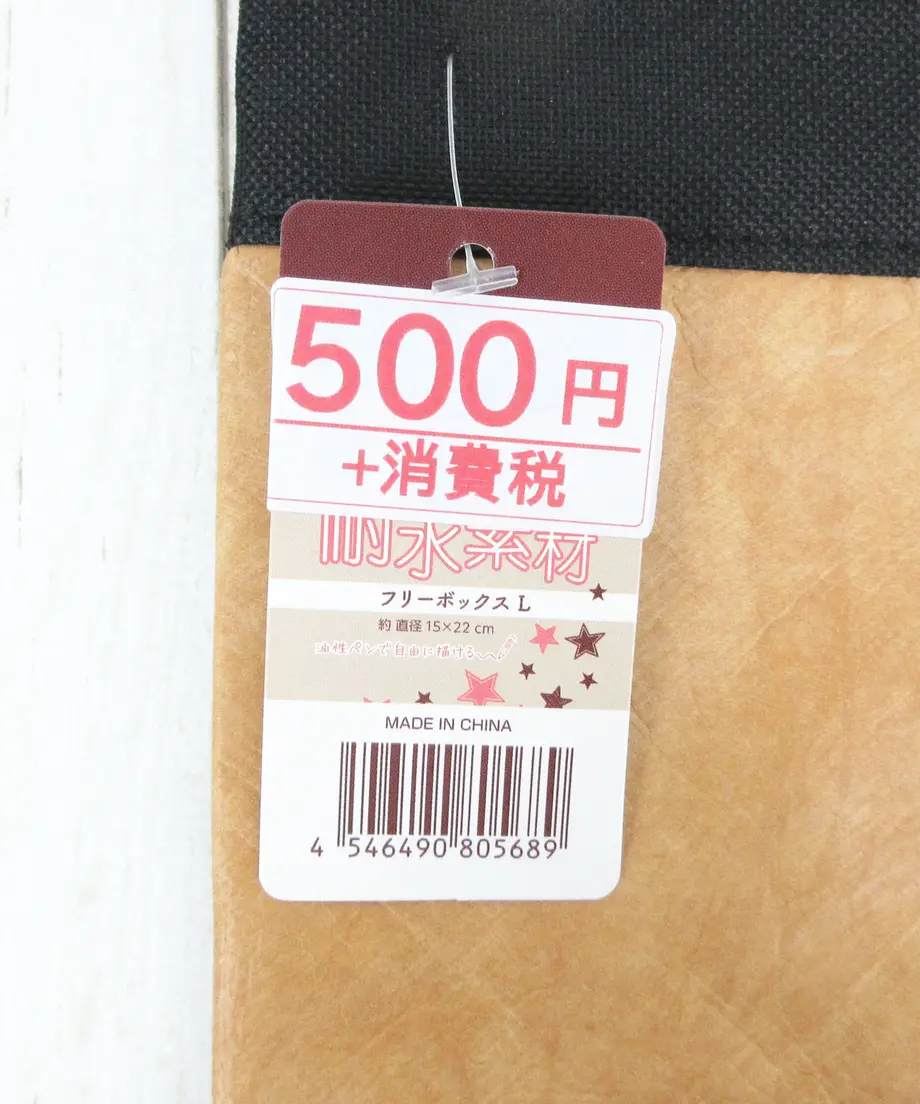 500円
+消費税
耐水素材
フリーボックス L
約 直径 15×22 cm
油性ペンで自由に描ける
MADE IN CHINA
4 546490 805689